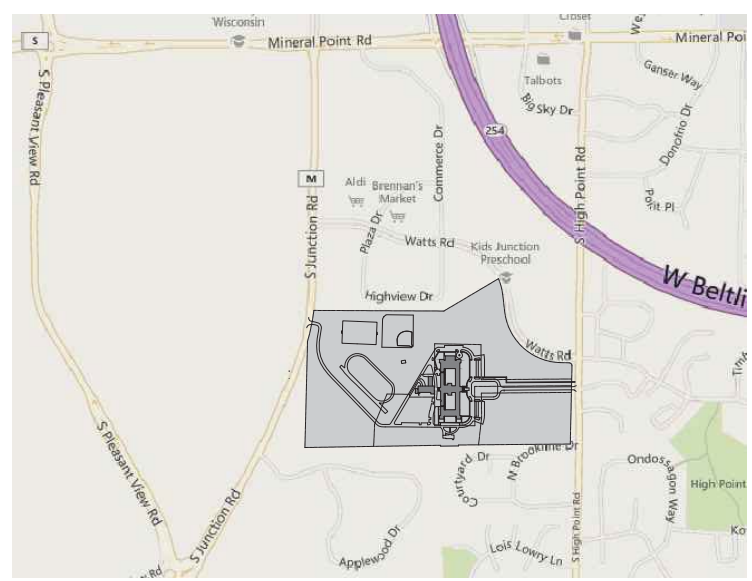 Wisconsin
Closet
S
Mineral Point Rd
Mineral Point
Ganser Way
Talbots
Big Sky Dr
S Pleasant View Rd
254
Donofrio Dr
Commerce Dr
S High Point Rd
M
Aldi
Brennan's
Market
S Junction Rd
Plaza Dr
Watts Rd
Kids Junction
Preschool
W Beltli
Highview Dr
Watts Rd
S Pleasant View Rd
N Brookline Dr
Courtyard Dr
Ondossagon Way
High Point
S Junction Rd
S High Point Rd
Applewood Dr
Lois Lowry Ln
Rd